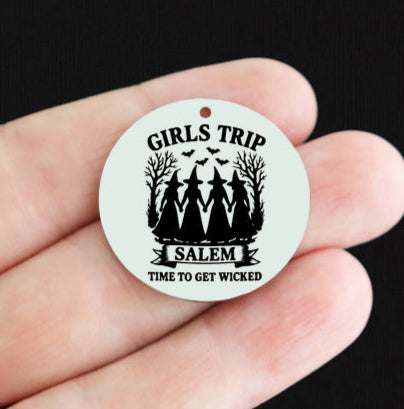 GIRLS TRIP
SALEM
TIME TO GET WICKED